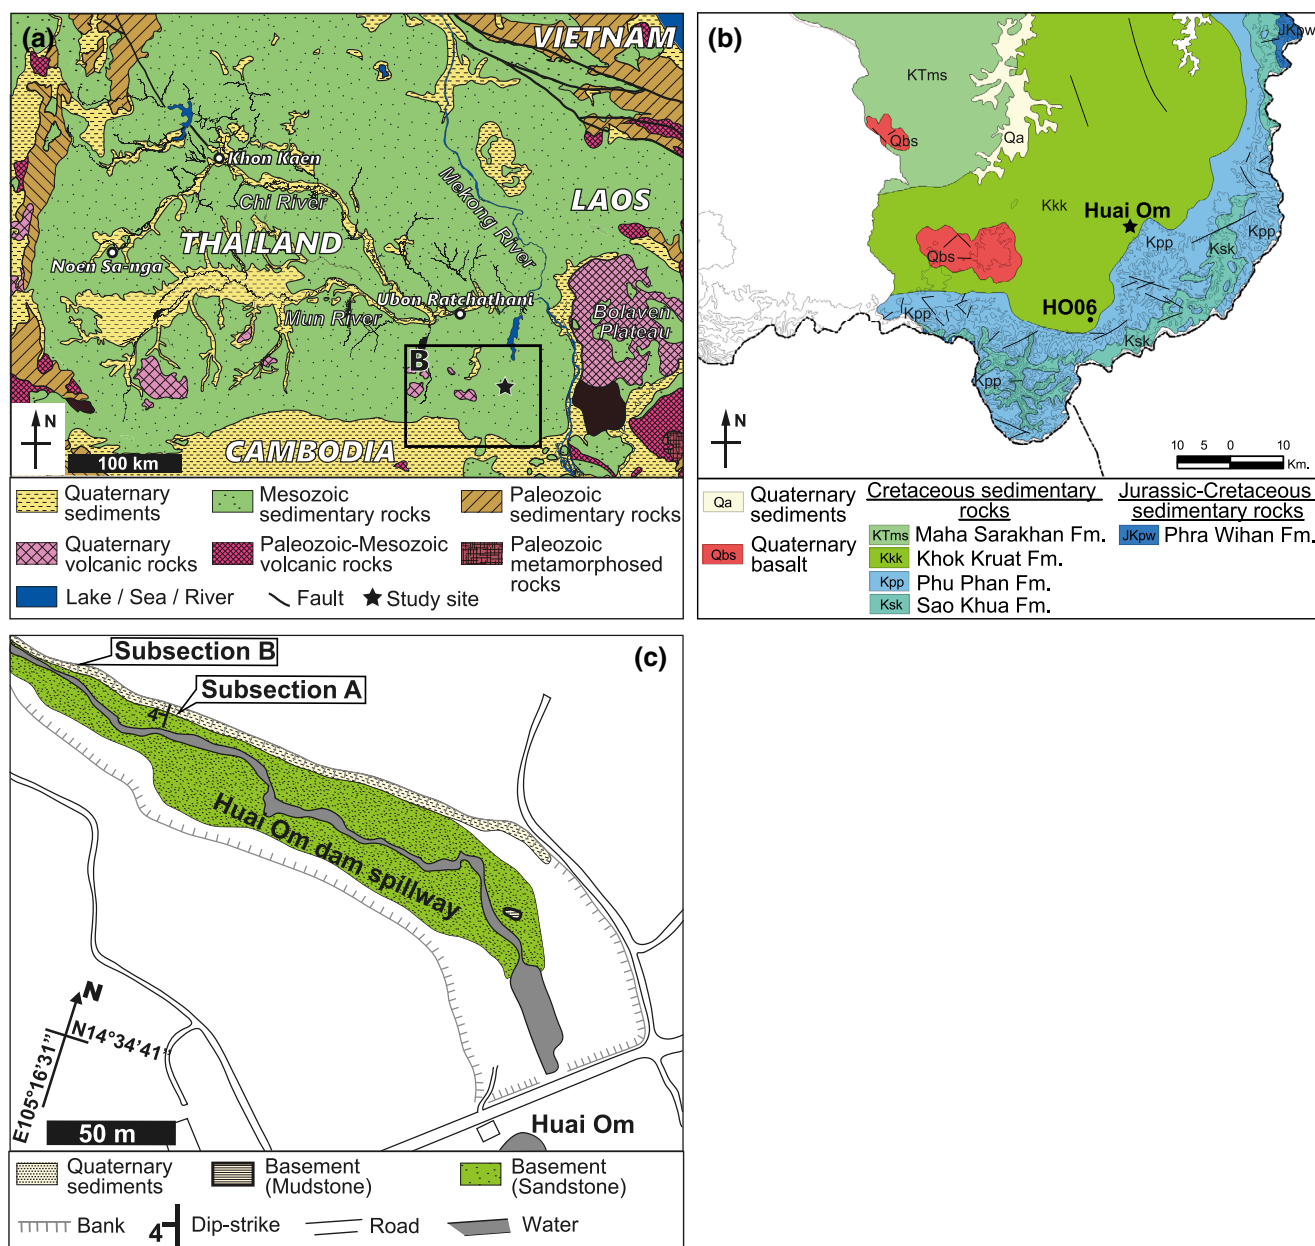 (a)
VIETNAM
Khon Kaen
Chi River
Mekong River
LAOS
THAILAND
Noen Sa-nga
Ubon Ratchathani
Mun River
Bolaven
Plateau
B
N
CAMBODIA
100 km
Quaternary
sediments
Mesozoic
sedimentary rocks
Paleozoic
sedimentary rocks
Quaternary
volcanic rocks
Paleozoic-Mesozoic
volcanic rocks
Paleozoic
metamorphosed
rocks
Lake / Sea / River
Fault
Study site
(b)
JKpw
KTms
Qbs
Qa
Kkk
Huai Om
Kpp
Kpp
Ksk
Qbs
HO06
Kpp
Ksk
Kpp
N
10 5 0 10
Km.
Qa
Quaternary
sediments
Qbs
Quaternary
basalt
Cretaceous sedimentary
rocks
KTms Maha Sarakhan Fm.
Kkk Khok Kruat Fm.
Kpp Phu Phan Fm.
Ksk Sao Khua Fm.
Jurassic-Cretaceous
sedimentary rocks
JKpw Phra Wihan Fm.
(c)
Subsection B
Subsection A
4
Huai Om dam spillway
N
N14°34'41"
E105°16'31"
50 m
Huai Om
Quaternary
sediments
Basement
(Mudstone)
Basement
(Sandstone)
Bank
4 Dip-strike
Road
Water